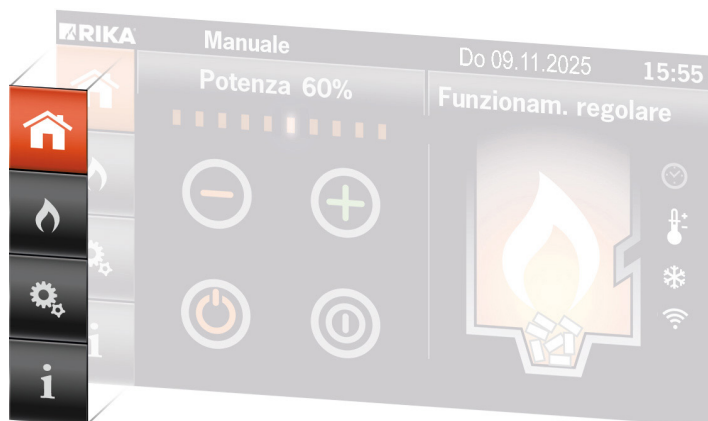 RIKA
Manuale
Do 09.11.2025
15:55
Potenza 60%
Funzionam. regolare
i
i